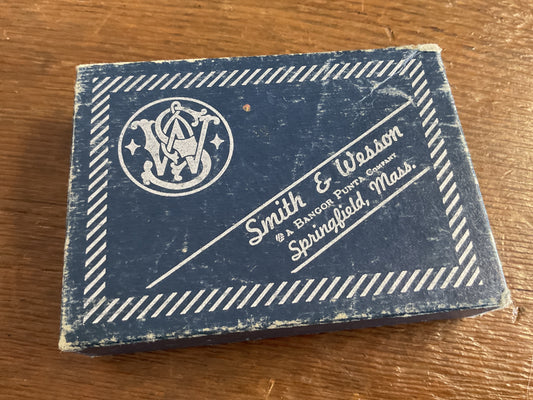 S&W
Smith & Wesson
A BANGOR PUNTA COMPANY
Springfield, Mass.